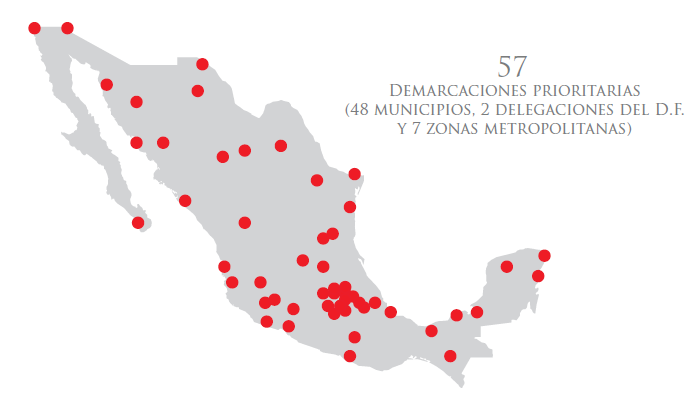 57
Demarcaciones prioritarias
(48 municipios, 2 delegaciones del D.F.
y 7 zonas metropolitanas)